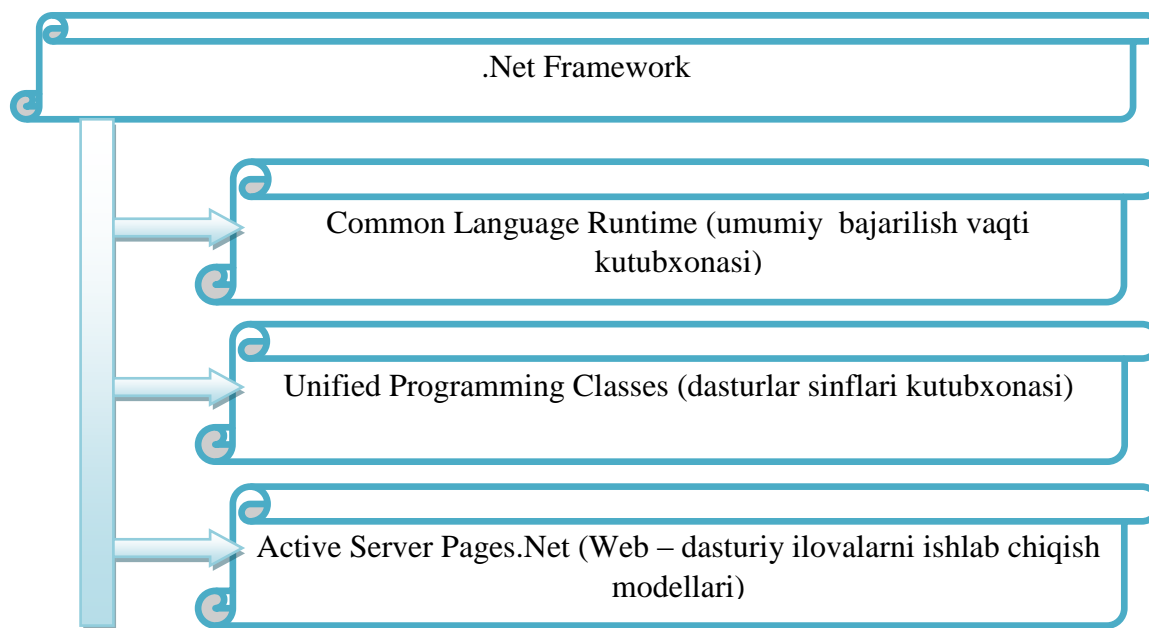 .Net Framework
Common Language Runtime (umumiy bajarilish vaqti
kutubxonasi)
Unified Programming Classes (dasturlar sinflari kutubxonasi)
Active Server Pages.Net (Web – dasturiy ilovalarni ishlab chiqish
modellari)